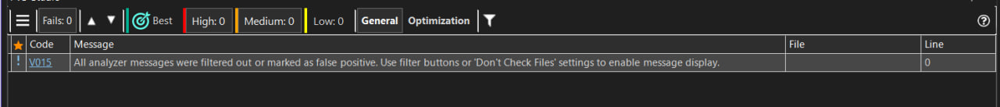 Fails: 0 Best High: 0 Medium: 0 Low: 0 General Optimization
Code Message File Line
V015 All analyzer messages were filtered out or marked as false positive. Use filter buttons or 'Don't Check Files' settings to enable message display. 0